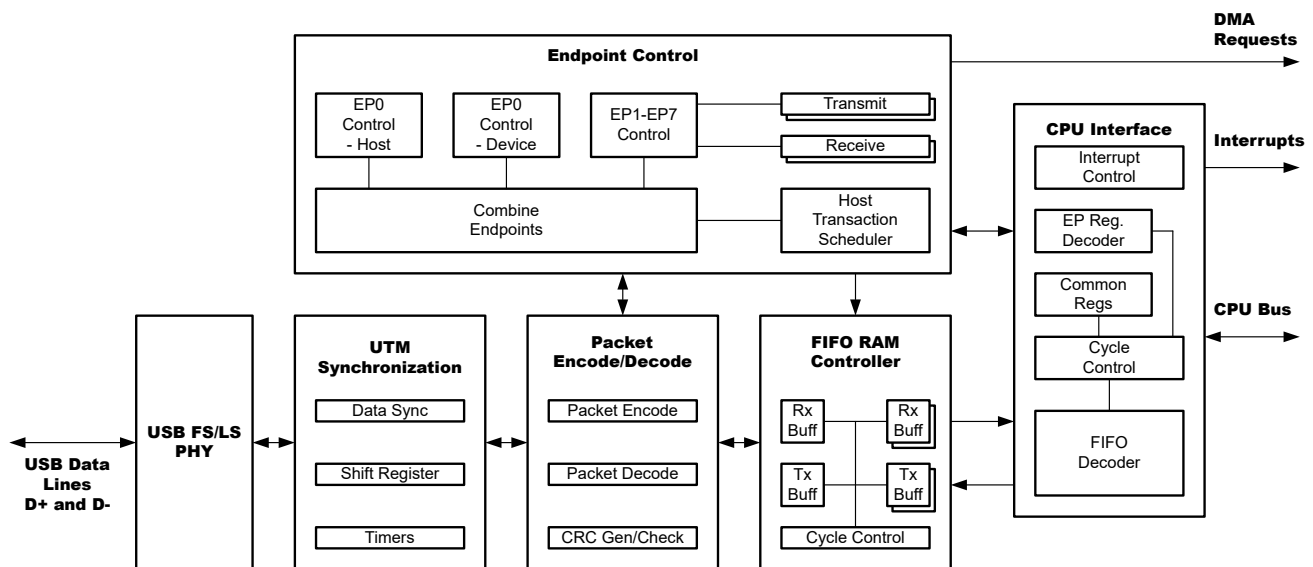 DMA
Requests
Endpoint Control
EP0
Control
- Host
EP0
Control
- Device
EP1-EP7
Control
Transmit
Receive
Combine
Endpoints
Host
Transaction
Scheduler
CPU Interface
Interrupt
Control
EP Reg.
Decoder
Common
Regs
Cycle
Control
FIFO
Decoder
Interrupts
CPU Bus
USB Data
Lines
D+ and D-
USB FS/LS
PHY
UTM
Synchronization
Data Sync
Shift Register
Timers
Packet
Encode/Decode
Packet Encode
Packet Decode
CRC Gen/Check
FIFO RAM
Controller
Rx
Buff
Rx
Buff
Tx
Buff
Tx
Buff
Cycle Control